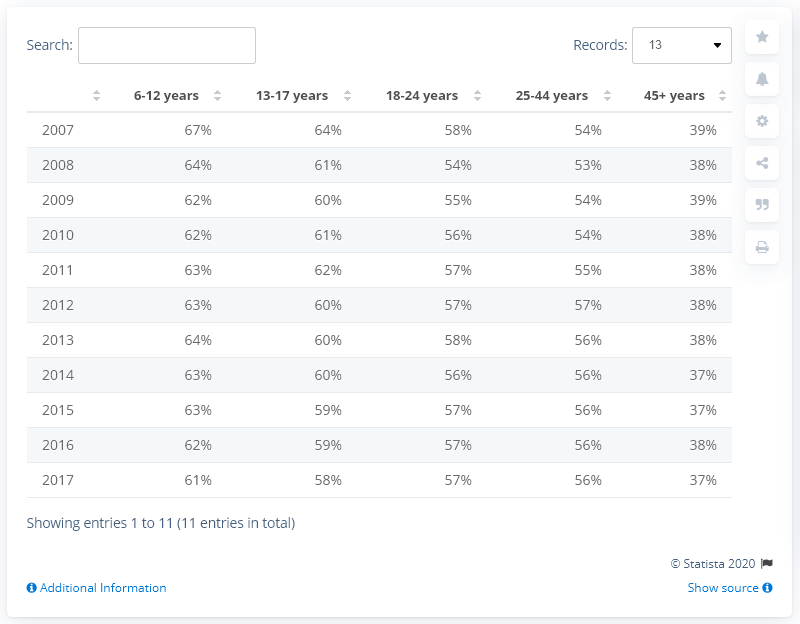 Search:
Records: 13
6-12 years 13-17 years 18-24 years 25-44 years 45+ years
2007 67% 64% 58% 54% 39%
2008 64% 61% 54% 53% 38%
2009 62% 60% 55% 54% 39%
2010 62% 61% 56% 54% 38%
2011 63% 62% 57% 55% 38%
2012 63% 60% 57% 57% 38%
2013 64% 60% 58% 56% 38%
2014 63% 60% 56% 56% 37%
2015 63% 59% 57% 56% 37%
2016 62% 59% 57% 56% 38%
2017 61% 58% 57% 56% 37%
Showing entries 1 to 11 (11 entries in total)
© Statista 2020
Additional Information
Show source